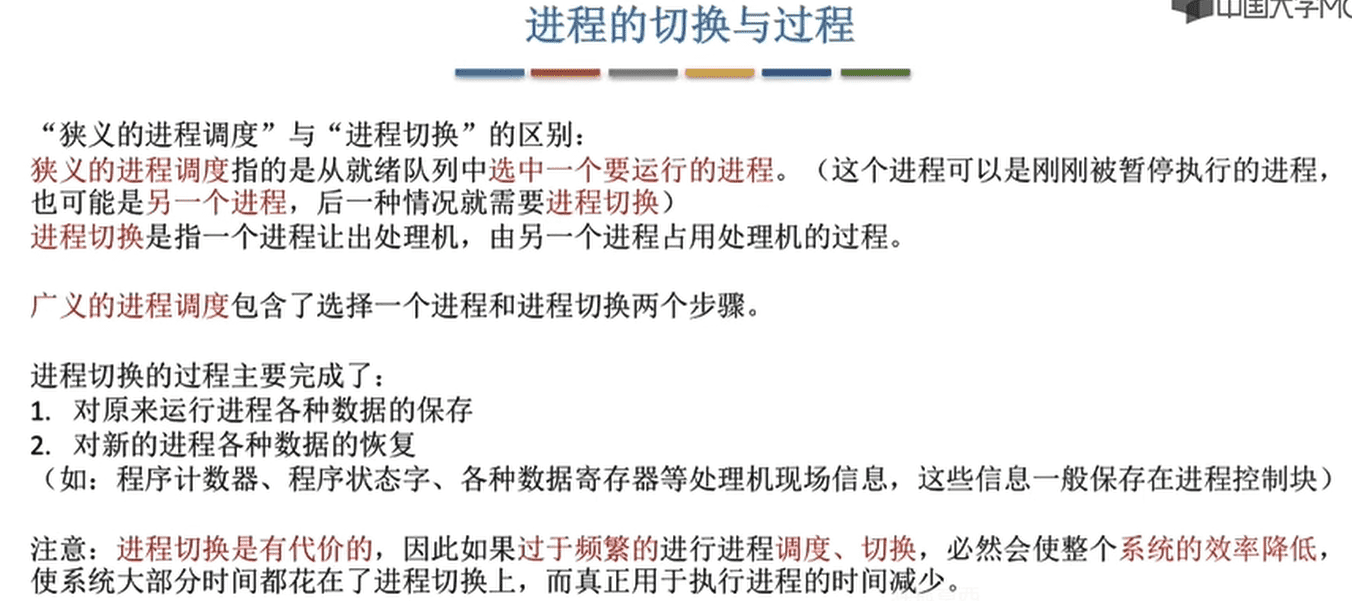 中国大学MO
进程的切换与过程
“狭义的进程调度”与“进程切换”的区别：
狭义的进程调度指的是从就绪队列中选中一个要运行的进程。（这个进程可以是刚刚被暂停执行的进程，
也可能是另一个进程，后一种情况就需要进程切换）
进程切换是指一个进程让出处理机，由另一个进程占用处理机的过程。
广义的进程调度包含了选择一个进程和进程切换两个步骤。
进程切换的过程主要完成了：
1. 对原来运行进程各种数据的保存
2. 对新的进程各种数据的恢复
（如：程序计数器、程序状态字、各种数据寄存器等处理机现场信息，这些信息一般保存在进程控制块）
注意：进程切换是有代价的，因此如果过于频繁的进行进程调度、切换，必然会使整个系统的效率降低，
使系统大部分时间都花在了进程切换上，而真正用于执行进程的时间减少。